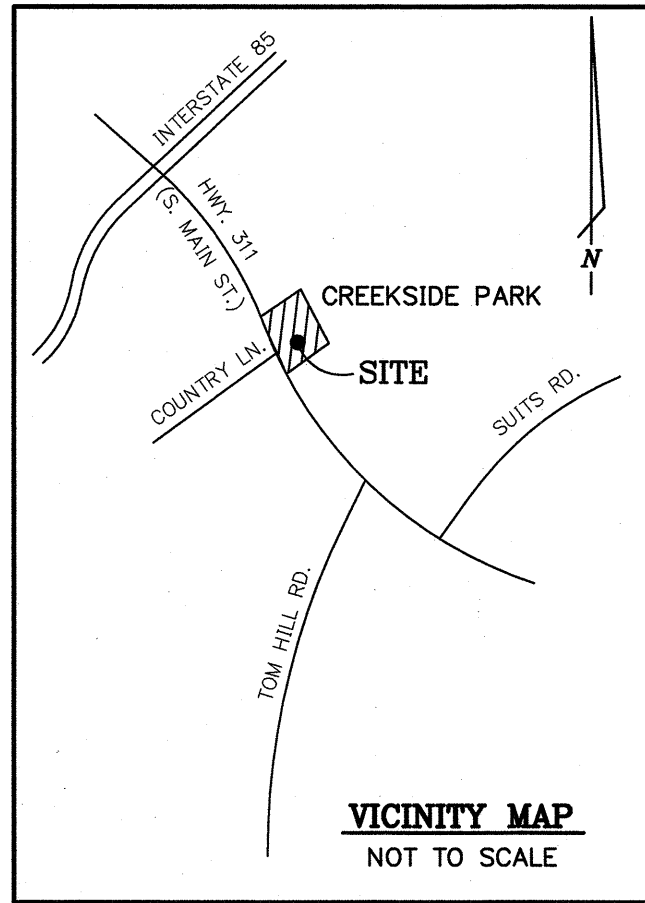 INTERSTATE 85
HWY. 311
(S. MAIN ST.)
N
CREEKSIDE PARK
COUNTRY LN.
SITE
SUITS RD.
TOM HILL RD.
VICINITY MAP
NOT TO SCALE